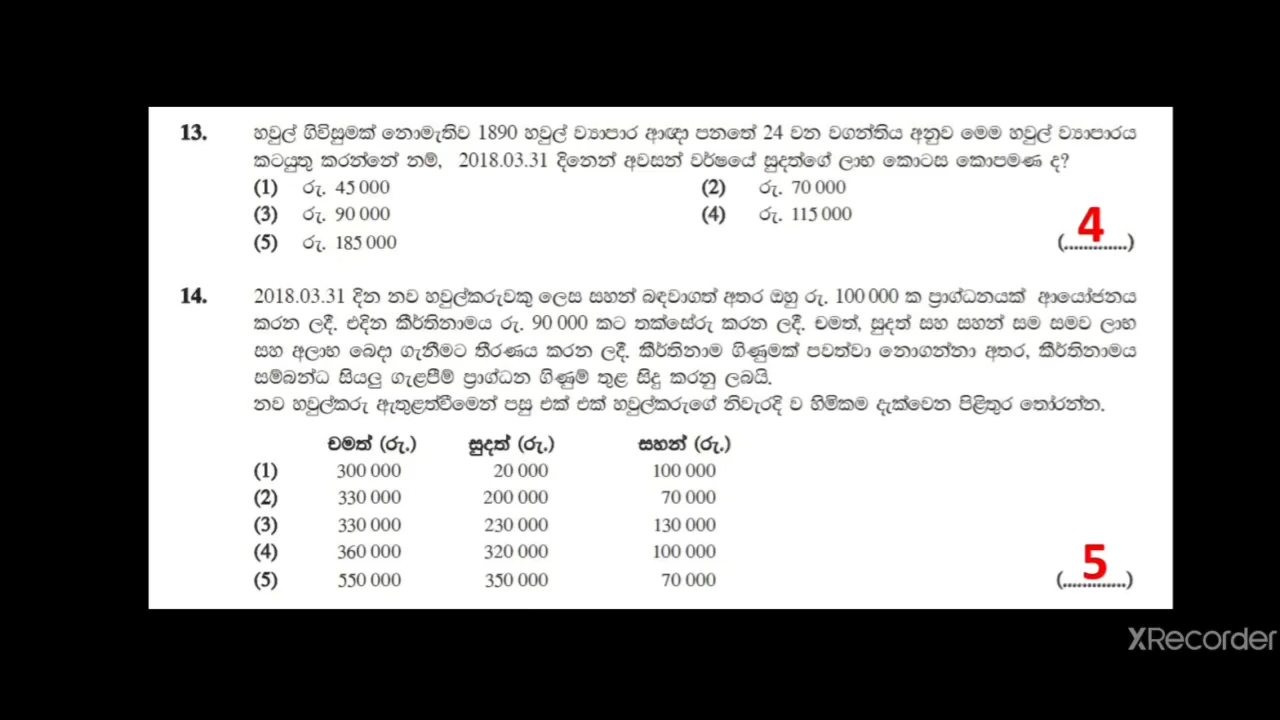 13. හවුල් ගිවිසුමක් නොමැතිව 1890 හවුල් ව්‍යාපාර ආඥා පනතේ 24 වන වගන්තිය අනුව මෙම හවුල් ව්‍යාපාරය
කටයුතු කරන්නේ නම්, 2018.03.31 දිනෙන් අවසන් වර්ෂයේ සුදත්ගේ ලාභ කොටස කොපමණ ද?
(1) රු. 45 000 (2) රු. 70 000
(3) රු. 90 000 (4) රු. 115 000
(5) රු. 185 000 (.............) 4
14. 2018.03.31 දින නව හවුල්කරුවකු ලෙස සහන් බඳවාගත් අතර ඔහු රු. 100 000 ක ප්‍රාග්ධනයක් ආයෝජනය
කරන ලදී. එදින කීර්තිනාමය රු. 90 000 කට තක්සේරු කරන ලදී. චමත්, සුදත් සහ සහන් සම සමව ලාභ
සහ අලාභ බෙදා ගැනීමට තීරණය කරන ලදී. කීර්තිනාම ගිණුමක් පවත්වා නොගන්නා අතර, කීර්තිනාමය
සම්බන්ධ සියලු ගැළපීම් ප්‍රාග්ධන ගිණුම් තුළ සිදු කරනු ලබයි.
නව හවුල්කරු ඇතුළත්වීමෙන් පසු එක් එක් හවුල්කරුගේ නිවැරදි ව හිමිකම දැක්වෙන පිළිතුර තෝරන්න.
චමත් (රු.) සුදත් (රු.) සහන් (රු.)
(1) 300 000 20 000 100 000
(2) 330 000 200 000 70 000
(3) 330 000 230 000 130 000
(4) 360 000 320 000 100 000
(5) 550 000 350 000 70 000 (.............) 5
XRecorder